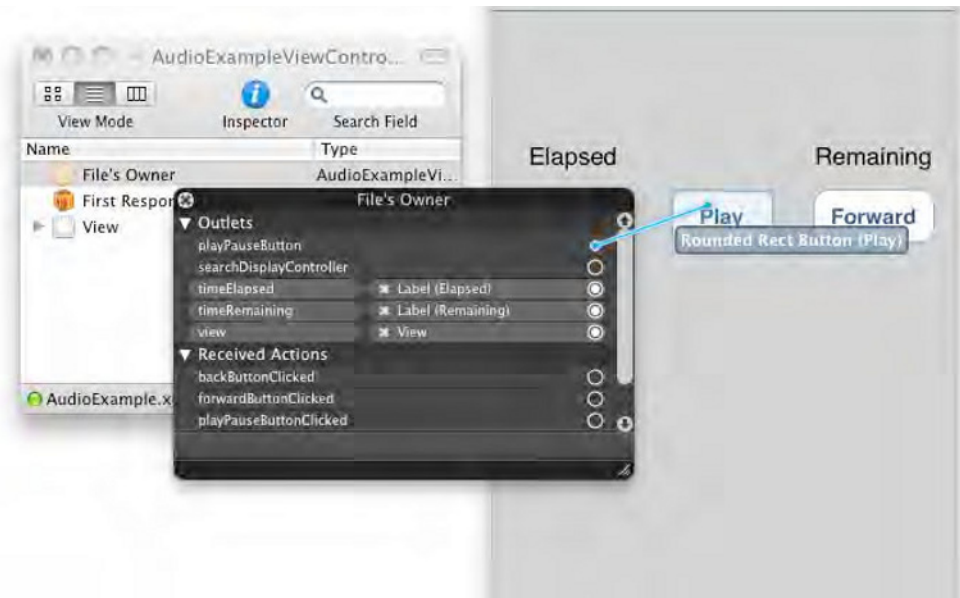 AudioExampleViewContro...
View Mode
Inspector
Search Field
Name Type
File's Owner AudioExampleVi...
First Respon
View
AudioExample.x
File's Owner
Outlets
playPauseButton
searchDisplayController
timeElapsed Label (Elapsed)
timeRemaining Label (Remaining)
view View
Received Actions
backButtonClicked
forwardButtonClicked
playPauseButtonClicked
Elapsed
Remaining
Play
Forward
Rounded Rect Button (Play)